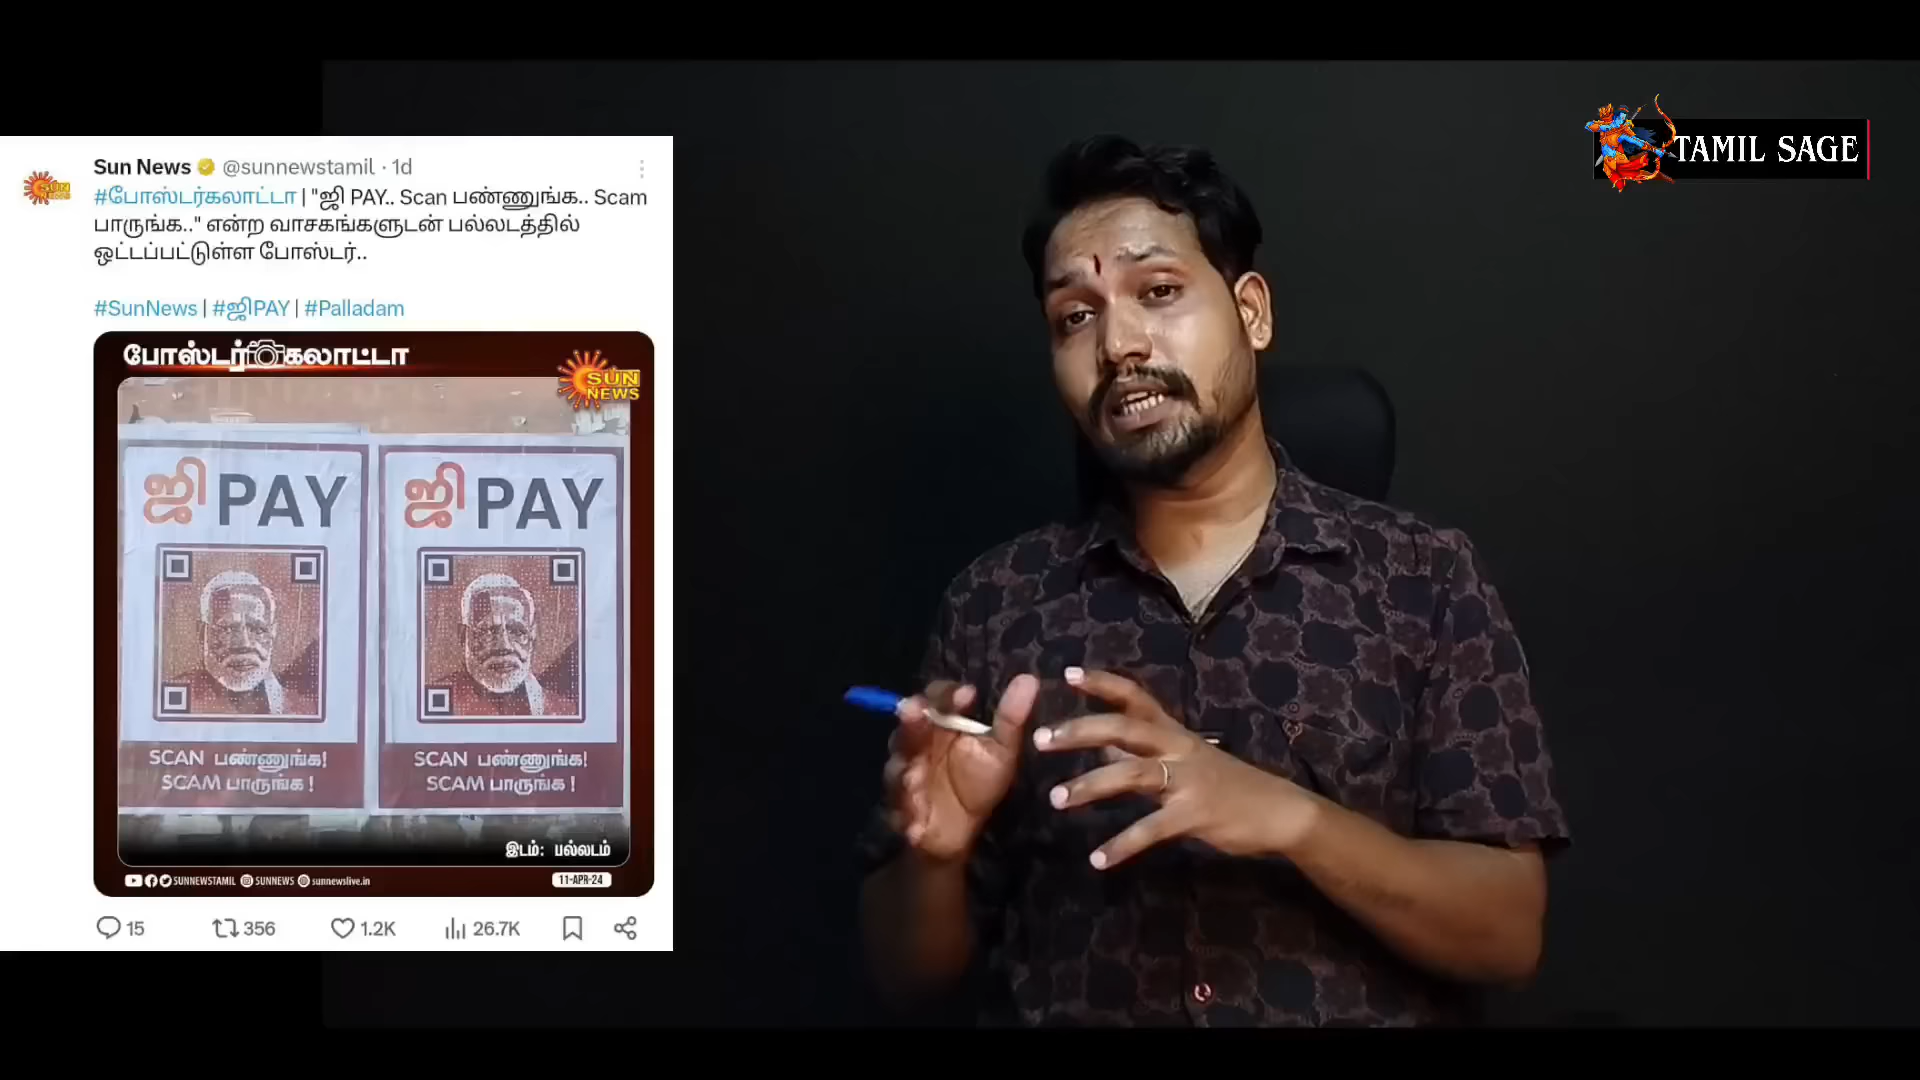 Sun News @sunnewstamil · 1d
#போஸ்டர்கலாட்டா | "ஜி PAY.. Scan பண்ணுங்க.. Scam
பாருங்க.." என்ற வாசகங்களுடன் பல்லடத்தில்
ஒட்டப்பட்டுள்ள போஸ்டர்..
#SunNews | #ஜிPAY | #Palladam
போஸ்டர் கலாட்டா
SUN
NEWS
ஜி PAY
SCAN பண்ணுங்க!
SCAM பாருங்க !
ஜி PAY
SCAN பண்ணுங்க!
SCAM பாருங்க !
இடம்: பல்லடம்
SUNNEWSTAMIL SUNNEWS sunnewslive.in
11-APR-24
15 356 1.2K 26.7K
TAMIL SAGE